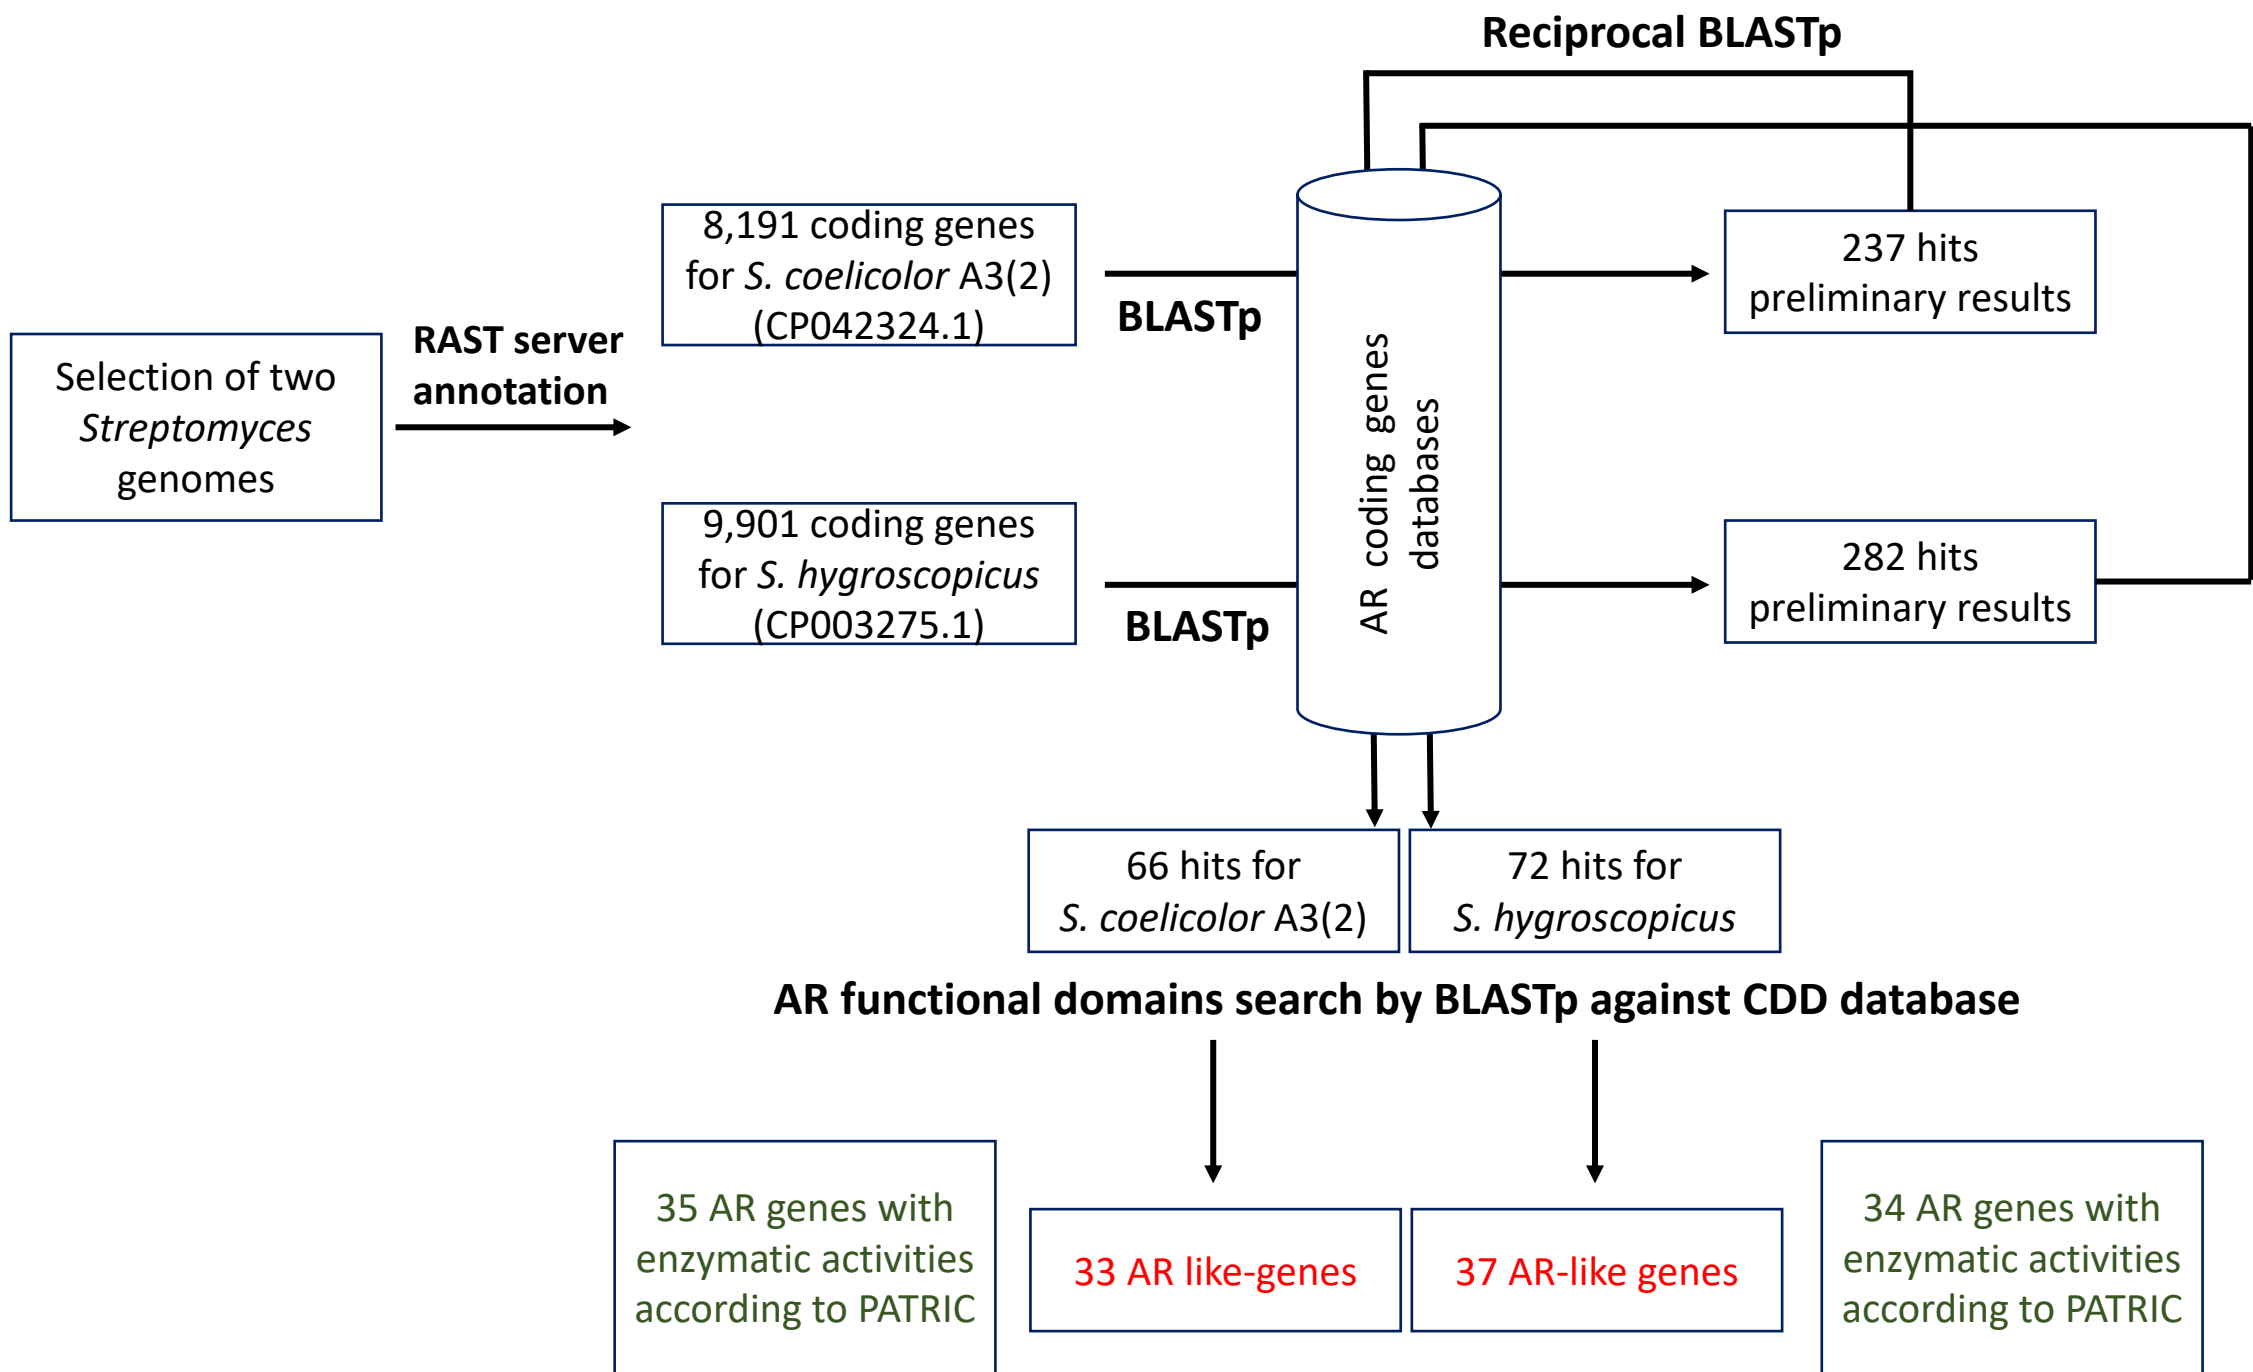 Reciprocal BLASTp
8,191 coding genes
for S. coelicolor A3(2)
(CP042324.1)
237 hits
preliminary results
BLASTp
RAST server
annotation
Selection of two
Streptomyces
genomes
AR coding genes
databases
9,901 coding genes
for S. hygroscopicus
(CP003275.1)
282 hits
preliminary results
BLASTp
66 hits for
S. coelicolor A3(2)
72 hits for
S. hygroscopicus
AR functional domains search by BLASTp against CDD database
35 AR genes with
enzymatic activities
according to PATRIC
33 AR like-genes
37 AR-like genes
34 AR genes with
enzymatic activities
according to PATRIC